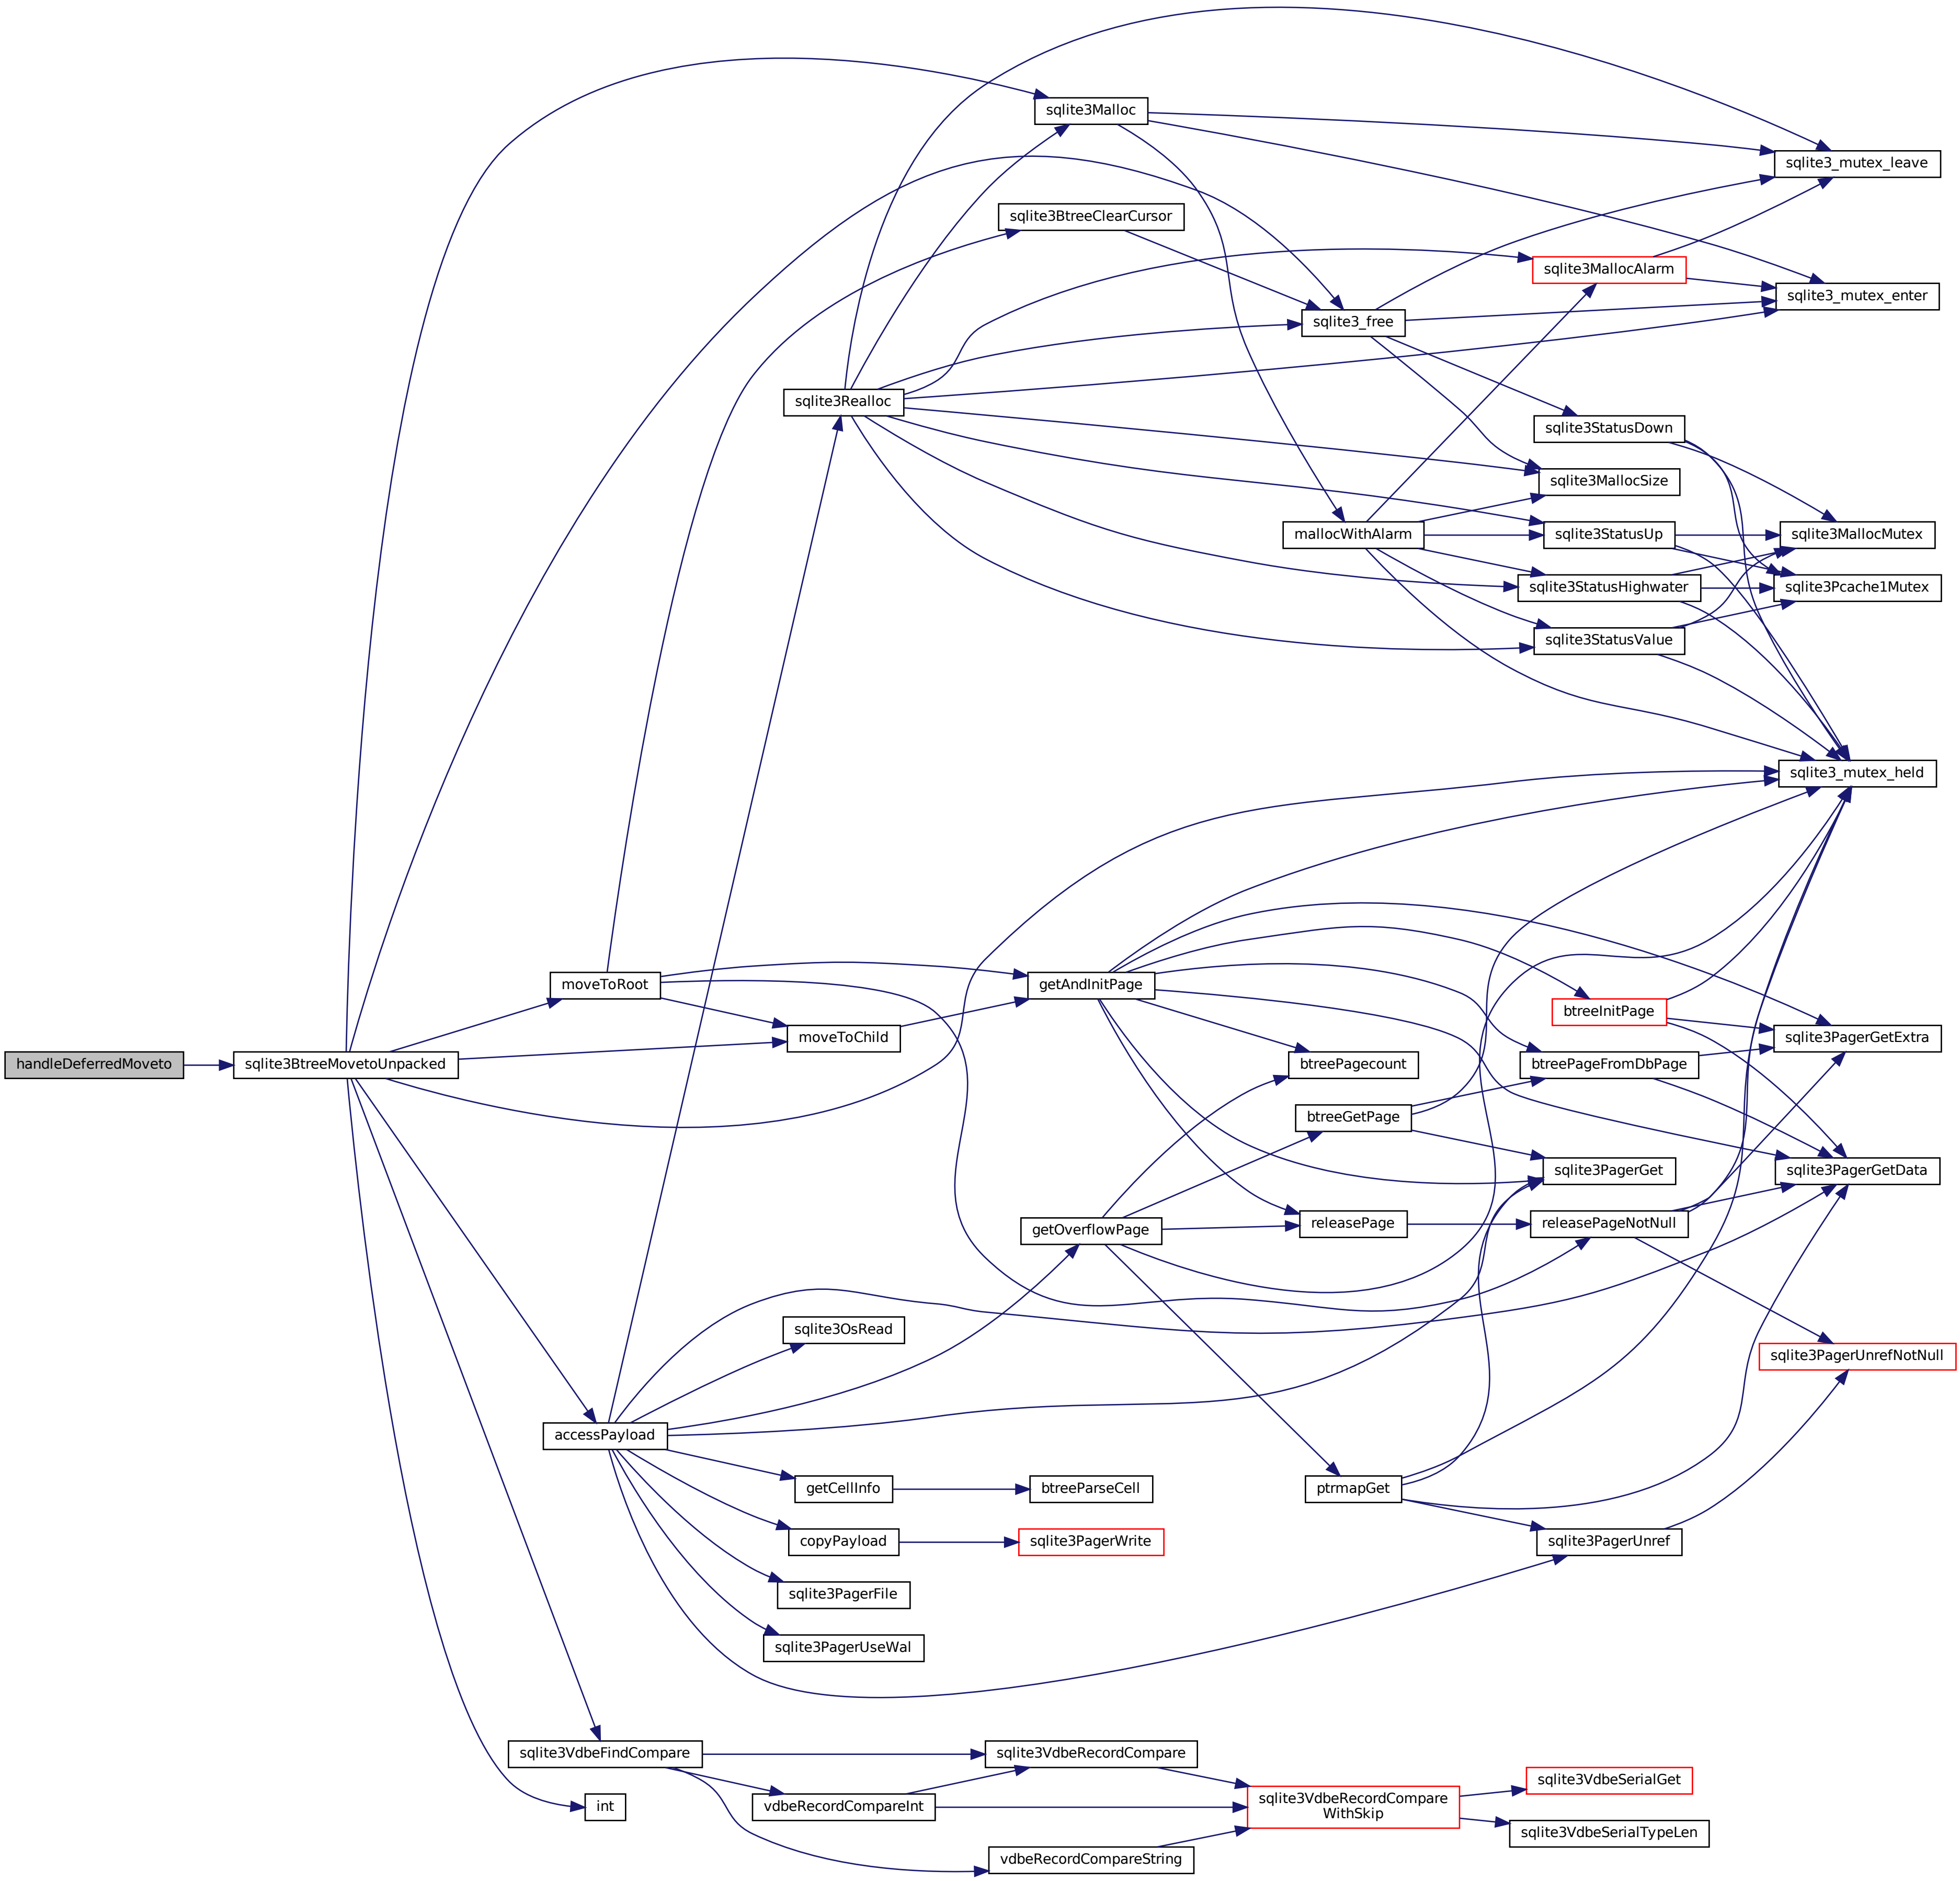 handleDeferredMoveto
sqlite3BtreeMovetoUnpacked
moveToRoot
accessPayload
sqlite3VdbeFindCompare
int
sqlite3Realloc
moveToChild
sqlite3OsRead
getCellInfo
copyPayload
sqlite3PagerFile
sqlite3PagerUseWal
vdbeRecordCompareInt
sqlite3Malloc
sqlite3BtreeClearCursor
getAndInitPage
getOverflowPage
btreeParseCell
sqlite3PagerWrite
sqlite3VdbeRecordCompare
vdbeRecordCompareString
sqlite3_free
mallocWithAlarm
btreePagecount
btreeGetPage
releasePage
ptrmapGet
sqlite3VdbeRecordCompare
WithSkip
sqlite3MallocAlarm
sqlite3StatusDown
sqlite3MallocSize
sqlite3StatusUp
sqlite3StatusHighwater
sqlite3StatusValue
btreeInitPage
btreePageFromDbPage
sqlite3PagerGet
releasePageNotNull
sqlite3PagerUnref
sqlite3VdbeSerialGet
sqlite3VdbeSerialTypeLen
sqlite3_mutex_leave
sqlite3_mutex_enter
sqlite3MallocMutex
sqlite3Pcache1Mutex
sqlite3_mutex_held
sqlite3PagerGetExtra
sqlite3PagerGetData
sqlite3PagerUnrefNotNull